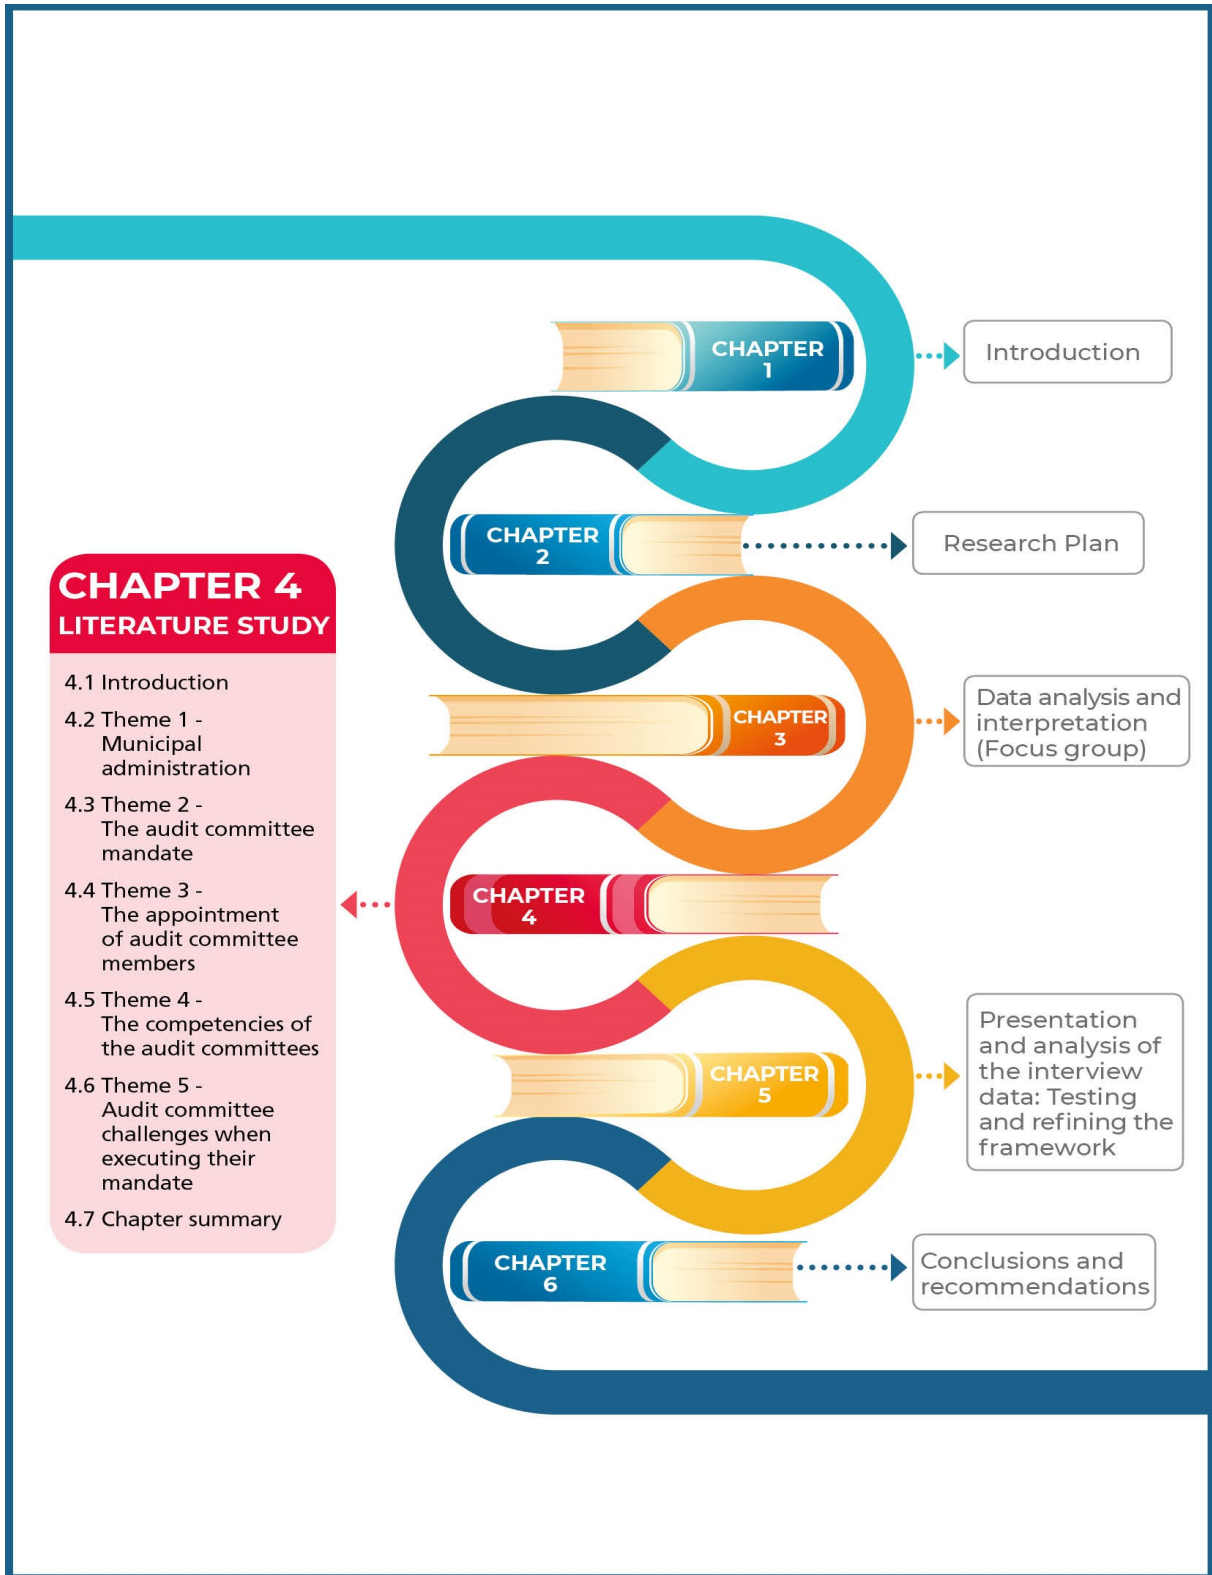 CHAPTER
1
Introduction
CHAPTER
2
Research Plan
CHAPTER
3
Data analysis and
interpretation
(Focus group)
CHAPTER
4
CHAPTER 4
LITERATURE STUDY
4.1 Introduction
4.2 Theme 1 -
Municipal
administration
4.3 Theme 2 -
The audit committee
mandate
4.4 Theme 3 -
The appointment
of audit committee
members
4.5 Theme 4 -
The competencies of
the audit committees
4.6 Theme 5 -
Audit committee
challenges when
executing their
mandate
4.7 Chapter summary
CHAPTER
5
Presentation
and analysis of
the interview
data: Testing
and refining the
framework
CHAPTER
6
Conclusions and
recommendations